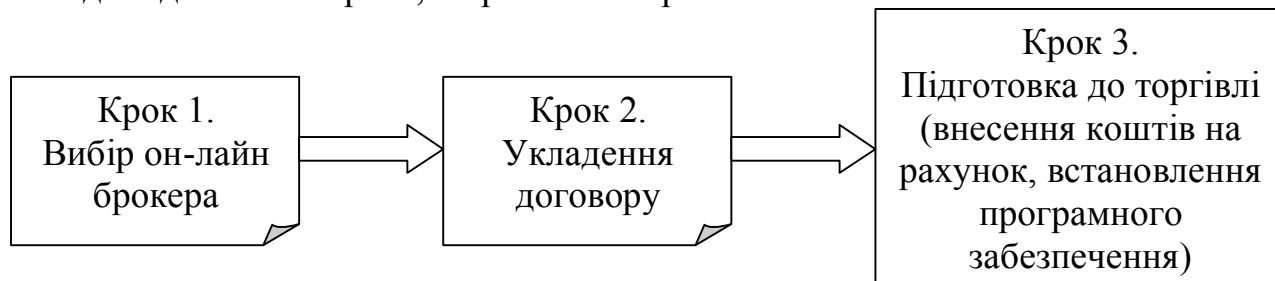 Крок 1.
Вибір он-лайн
брокера
Крок 2.
Укладення
договору
Крок 3.
Підготовка до торгівлі
(внесення коштів на
рахунок, встановлення
програмного
забезпечення)